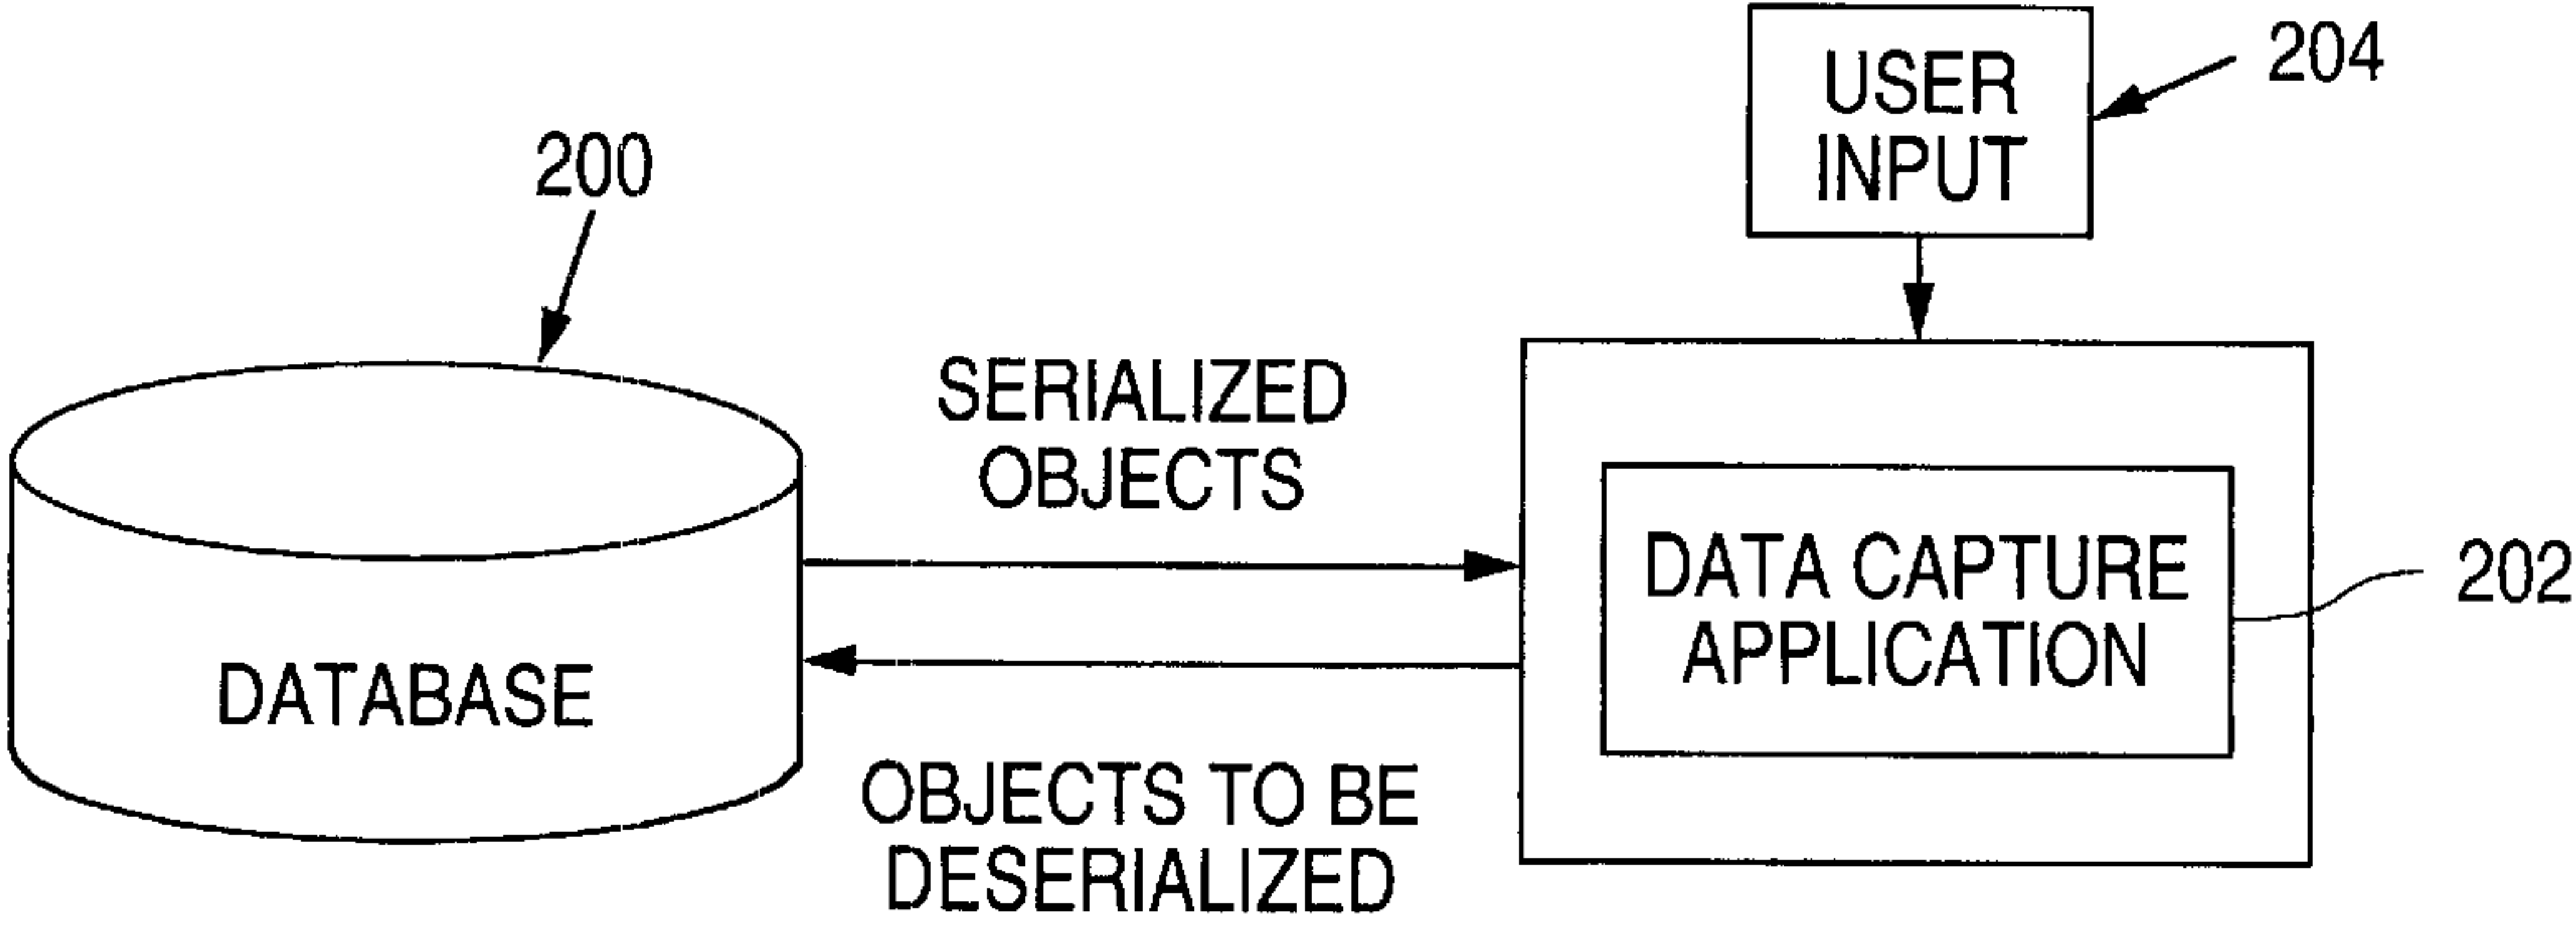 USER
INPUT
204
200
SERIALIZED
OBJECTS
DATA CAPTURE
APPLICATION
202
DATABASE
OBJECTS TO BE
DESERIALIZED